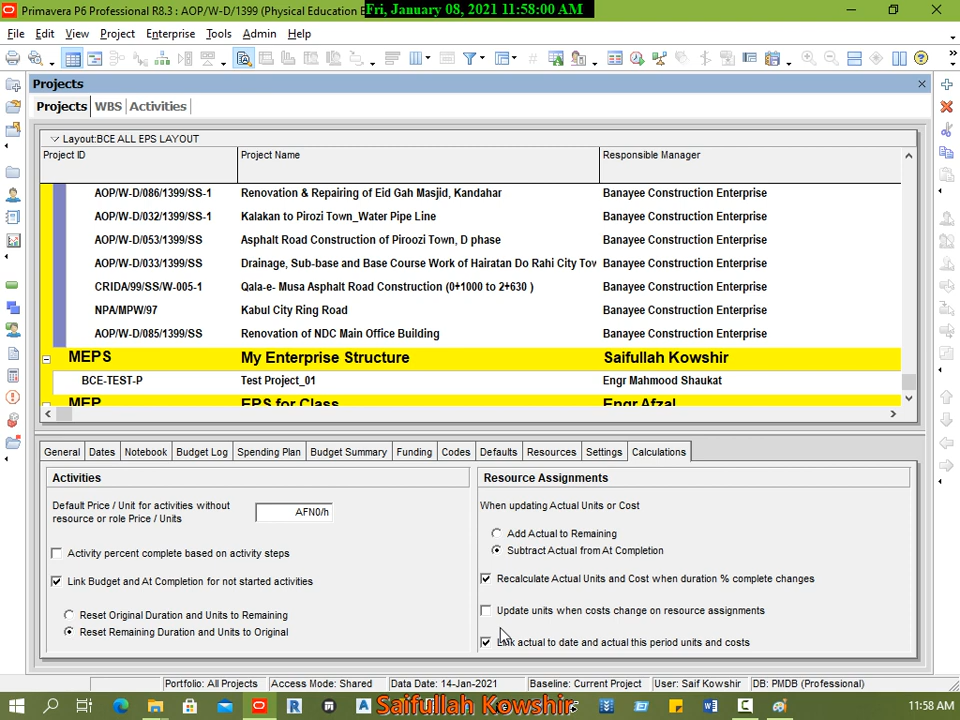 Primavera P6 Professional R8.3 : AOP/W-D/1399 (Physical Education E
Fri, January 08, 2021 11:58:00 AM
File Edit View Project Enterprise Tools Admin Help
Projects
Projects WBS Activities
Layout:BCE ALL EPS LAYOUT
Project ID Project Name Responsible Manager
AOP/W-D/086/1399/SS-1 Renovation & Repairing of Eid Gah Masjid, Kandahar Banayee Construction Enterprise
AOP/W-D/032/1399/SS-1 Kalakan to Pirozi Town_Water Pipe Line Banayee Construction Enterprise
AOP/W-D/053/1399/SS Asphalt Road Construction of Piroozi Town, D phase Banayee Construction Enterprise
AOP/W-D/033/1399/SS Drainage, Sub-base and Base Course Work of Hairatan Do Rahi City Tow Banayee Construction Enterprise
CRIDA/99/SS/W-005-1 Qala-e- Musa Asphalt Road Construction (0+1000 to 2+630 ) Banayee Construction Enterprise
NPA/MPW/97 Kabul City Ring Road Banayee Construction Enterprise
AOP/W-D/085/1399/SS Renovation of NDC Main Office Building Banayee Construction Enterprise
MEPS My Enterprise Structure Saifullah Kowshir
BCE-TEST-P Test Project_01 Engr Mahmood Shaukat
MEP EPS for Class Engr Afzal
General Dates Notebook Budget Log Spending Plan Budget Summary Funding Codes Defaults Resources Settings Calculations
Activities
Default Price / Unit for activities without
resource or role Price / Units
AFN0/h
Activity percent complete based on activity steps
Link Budget and At Completion for not started activities
Reset Original Duration and Units to Remaining
Reset Remaining Duration and Units to Original
Resource Assignments
When updating Actual Units or Cost
Add Actual to Remaining
Subtract Actual from At Completion
Recalculate Actual Units and Cost when duration % complete changes
Update units when costs change on resource assignments
Link actual to date and actual this period units and costs
Portfolio: All Projects Access Mode: Shared Data Date: 14-Jan-2021 Baseline: Current Project User: Saif Kowshir DB: PMDB (Professional)
Saifullah Kowshir
11:58 AM